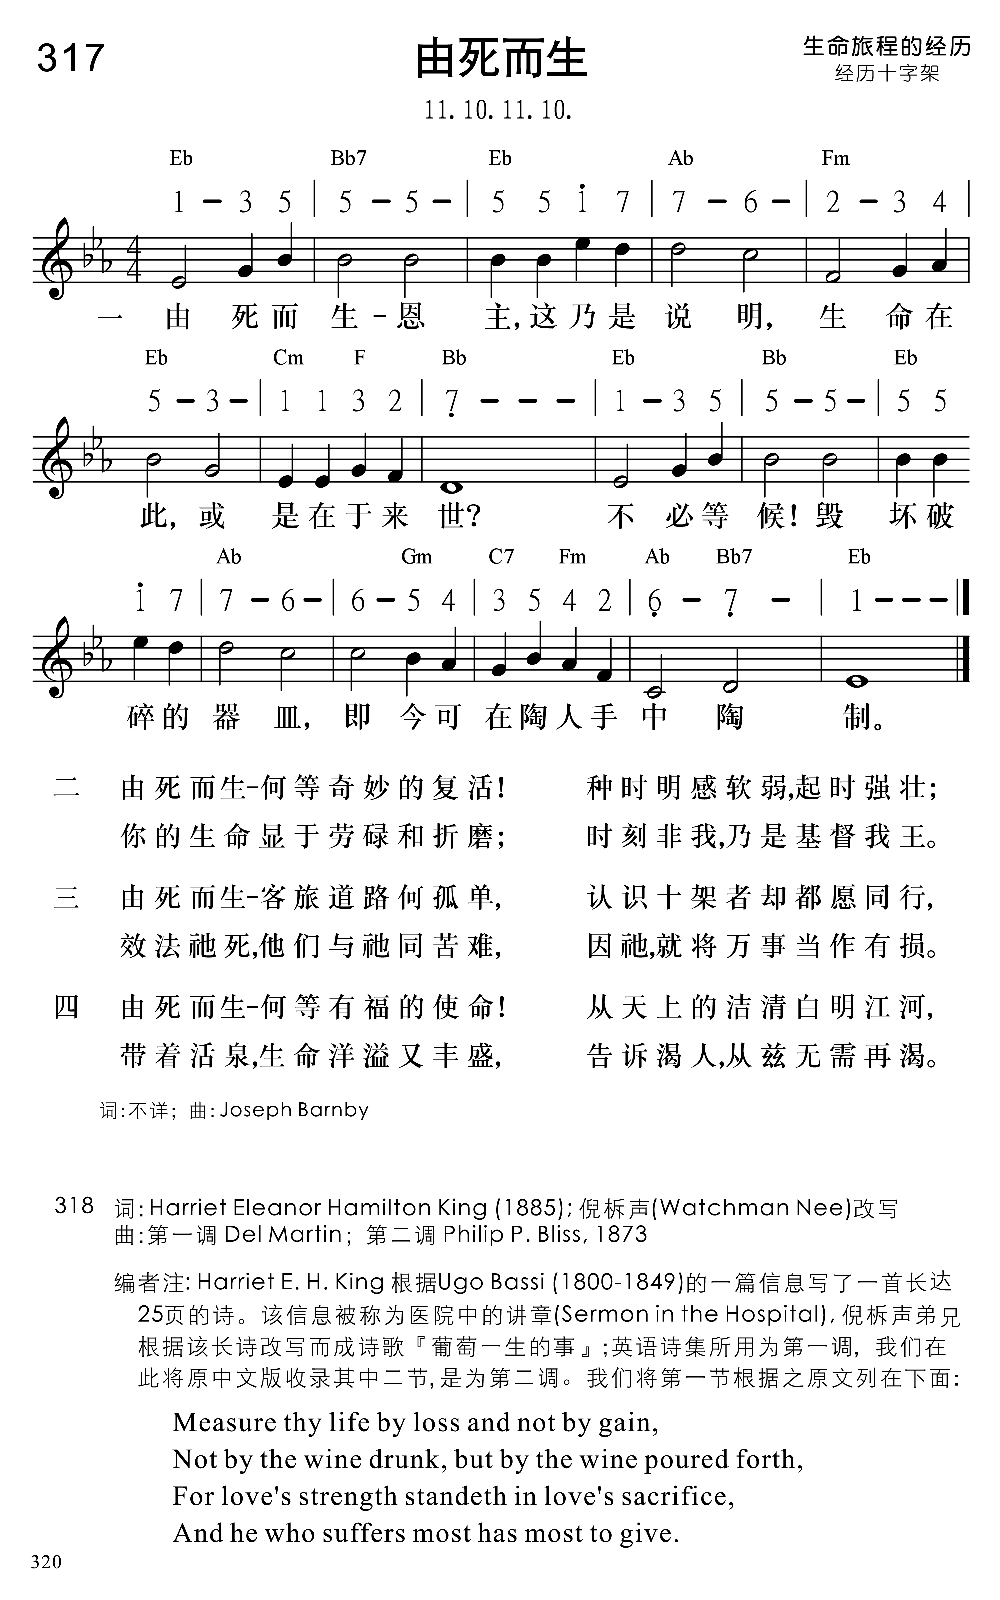 317
由死而生
生命旅程的经历
经历十字架
11. 10. 11. 10.
Eb Bb7 Eb Ab Fm
1 – 3 5 | 5 – 5 – | 5 5 i 7 | 7 – 6 – | 2 – 3 4 |
4
4
一 由 死 而 生 - 恩 主, 这 乃 是 说 明, 生 命 在
Eb Cm F Bb Eb Bb Eb
5 – 3 – | 1 1 3 2 | 7̣ – – – | 1 – 3 5 | 5 – 5 – | 5 5
此, 或 是 在 于 来 世? 不 必 等 候! 毁 坏 破
Ab Gm C7 Fm Ab Bb7 Eb
i 7 | 7 – 6 – | 6 – 5 4 | 3 5 4 2 | 6̣ – 7̣ – | 1 – – – ‖
碎 的 器 皿, 即 今 可 在 陶 人 手 中 陶 制。
二 由死而生-何等奇妙的复活! 种时明感软弱,起时强壮;
你的生命显于劳碌和折磨; 时刻非我,乃是基督我王。
三 由死而生-客旅道路何孤单, 认识十架者却都愿同行,
效法祂死,他们与祂同苦难, 因祂,就将万事当作有损。
四 由死而生-何等有福的使命! 从天上的洁清白明江河,
带着活泉,生命洋溢又丰盛, 告诉渴人,从兹无需再渴。
词:不详; 曲: Joseph Barnby
318 词: Harriet Eleanor Hamilton King (1885); 倪柝声(Watchman Nee)改写
曲:第一调 Del Martin; 第二调 Philip P. Bliss, 1873
编者注: Harriet E. H. King 根据Ugo Bassi (1800-1849)的一篇信息写了一首长达
25页的诗。该信息被称为医院中的讲章(Sermon in the Hospital), 倪柝声弟兄
根据该长诗改写而成诗歌『葡萄一生的事』;英语诗集所用为第一调, 我们在
此将原中文版收录其中二节,是为第二调。我们将第一节根据之原文列在下面:
Measure thy life by loss and not by gain,
Not by the wine drunk, but by the wine poured forth,
For love's strength standeth in love's sacrifice,
And he who suffers most has most to give.
320